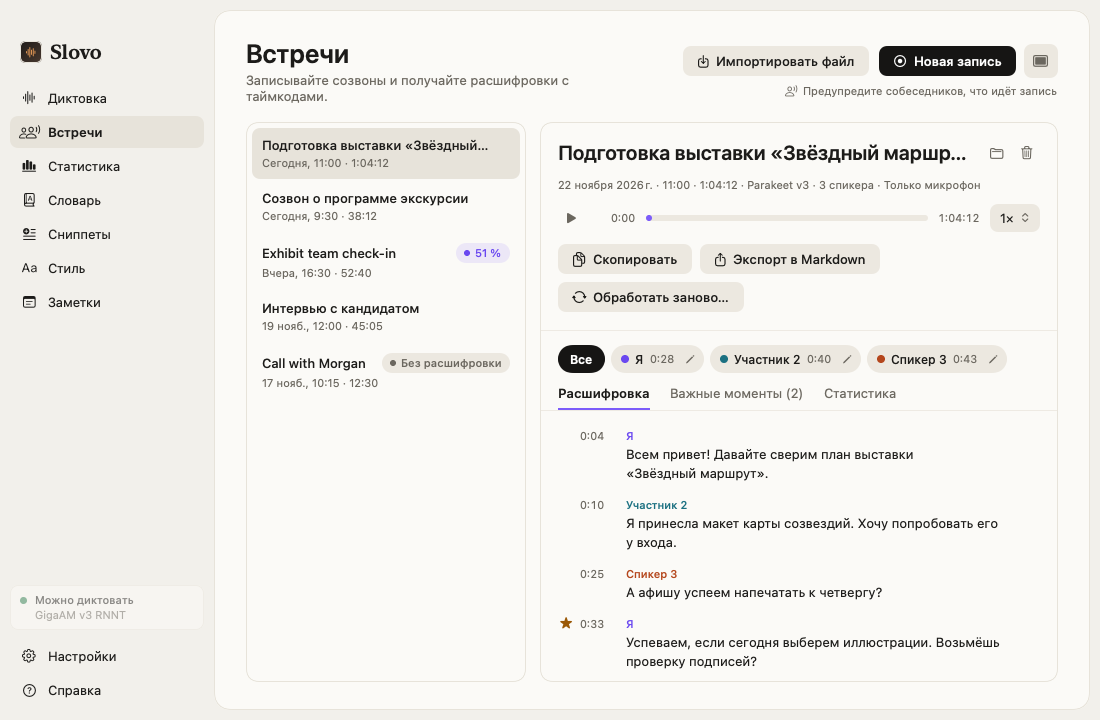 Slovo
Диктовка
Встречи
Статистика
Словарь
Сниппеты
Aa Стиль
Заметки
Можно диктовать
GigaAM v3 RNNT
Настройки
Справка
Встречи
Записывайте созвоны и получайте расшифровки с
таймкодами.
Импортировать файл
Новая запись
Предупредите собеседников, что идёт запись
Подготовка выставки «Звёздный...
Сегодня, 11:00 · 1:04:12
Созвон о программе экскурсии
Сегодня, 9:30 · 38:12
Exhibit team check-in
51 %
Вчера, 16:30 · 52:40
Интервью с кандидатом
19 нояб., 12:00 · 45:05
Call with Morgan
Без расшифровки
17 нояб., 10:15 · 12:30
Подготовка выставки «Звёздный маршр...
22 ноября 2026 г. · 11:00 · 1:04:12 · Parakeet v3 · 3 спикера · Только микрофон
0:00
1:04:12
1×
Скопировать
Экспорт в Markdown
Обработать заново...
Все
Я 0:28
Участник 2 0:40
Спикер 3 0:43
Расшифровка
Важные моменты (2)
Статистика
0:04 Я
Всем привет! Давайте сверим план выставки
«Звёздный маршрут».
0:10 Участник 2
Я принесла макет карты созвездий. Хочу попробовать его
у входа.
0:25 Спикер 3
А афишу успеем напечатать к четвергу?
0:33 Я
Успеваем, если сегодня выберем иллюстрации. Возьмёшь
проверку подписей?